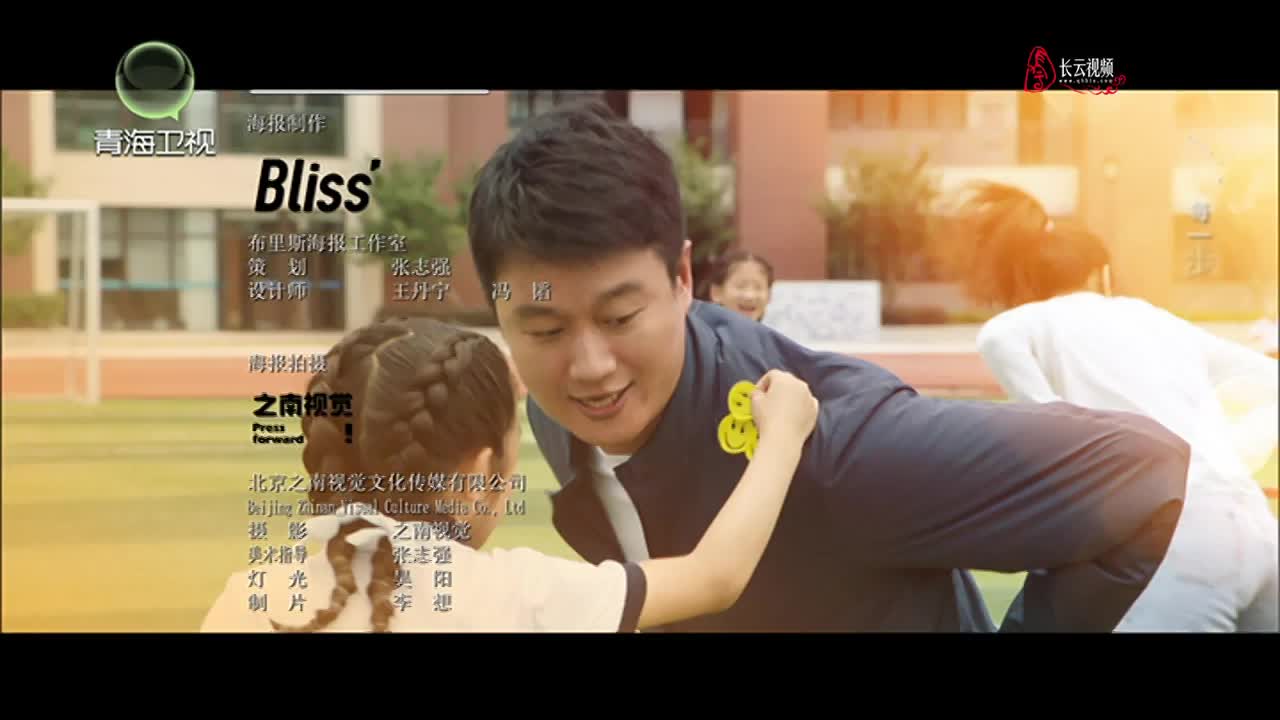 青海卫视
长云视频
海报制作
Bliss'
布里斯海报工作室
策 划 张志强
设计师 王丹宁 冯 韬
海报拍摄
之南视觉
Press
forward !
北京之南视觉文化传媒有限公司
Beijing Zhinan Visual Culture Media Co., Ltd
摄 影 之南视觉
美术指导 张志强
灯 光 吴 阳
制 片 李 想